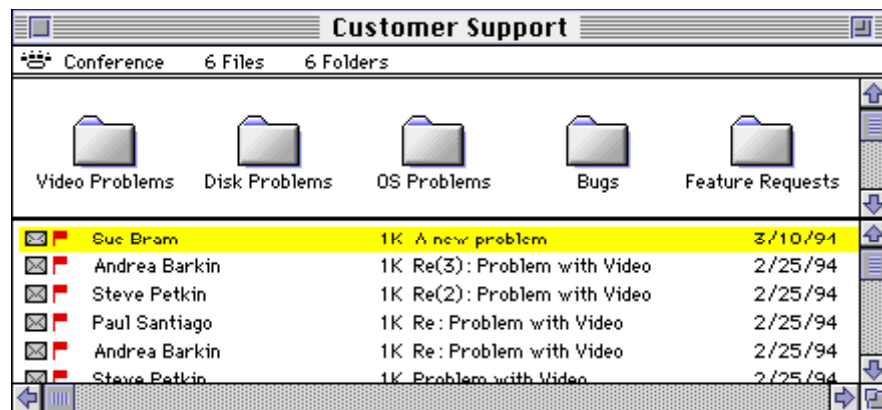 Customer Support
Conference 6 Files 6 Folders
Video Problems Disk Problems OS Problems Bugs Feature Requests
Sue Bram 1K A new problem 3/10/94
Andrea Barkin 1K Re(3): Problem with Video 2/25/94
Steve Petkin 1K Re(2): Problem with Video 2/25/94
Paul Santiago 1K Re: Problem with Video 2/25/94
Andrea Barkin 1K Re: Problem with Video 2/25/94
Steve Petkin 1K Problem with Video 2/25/94